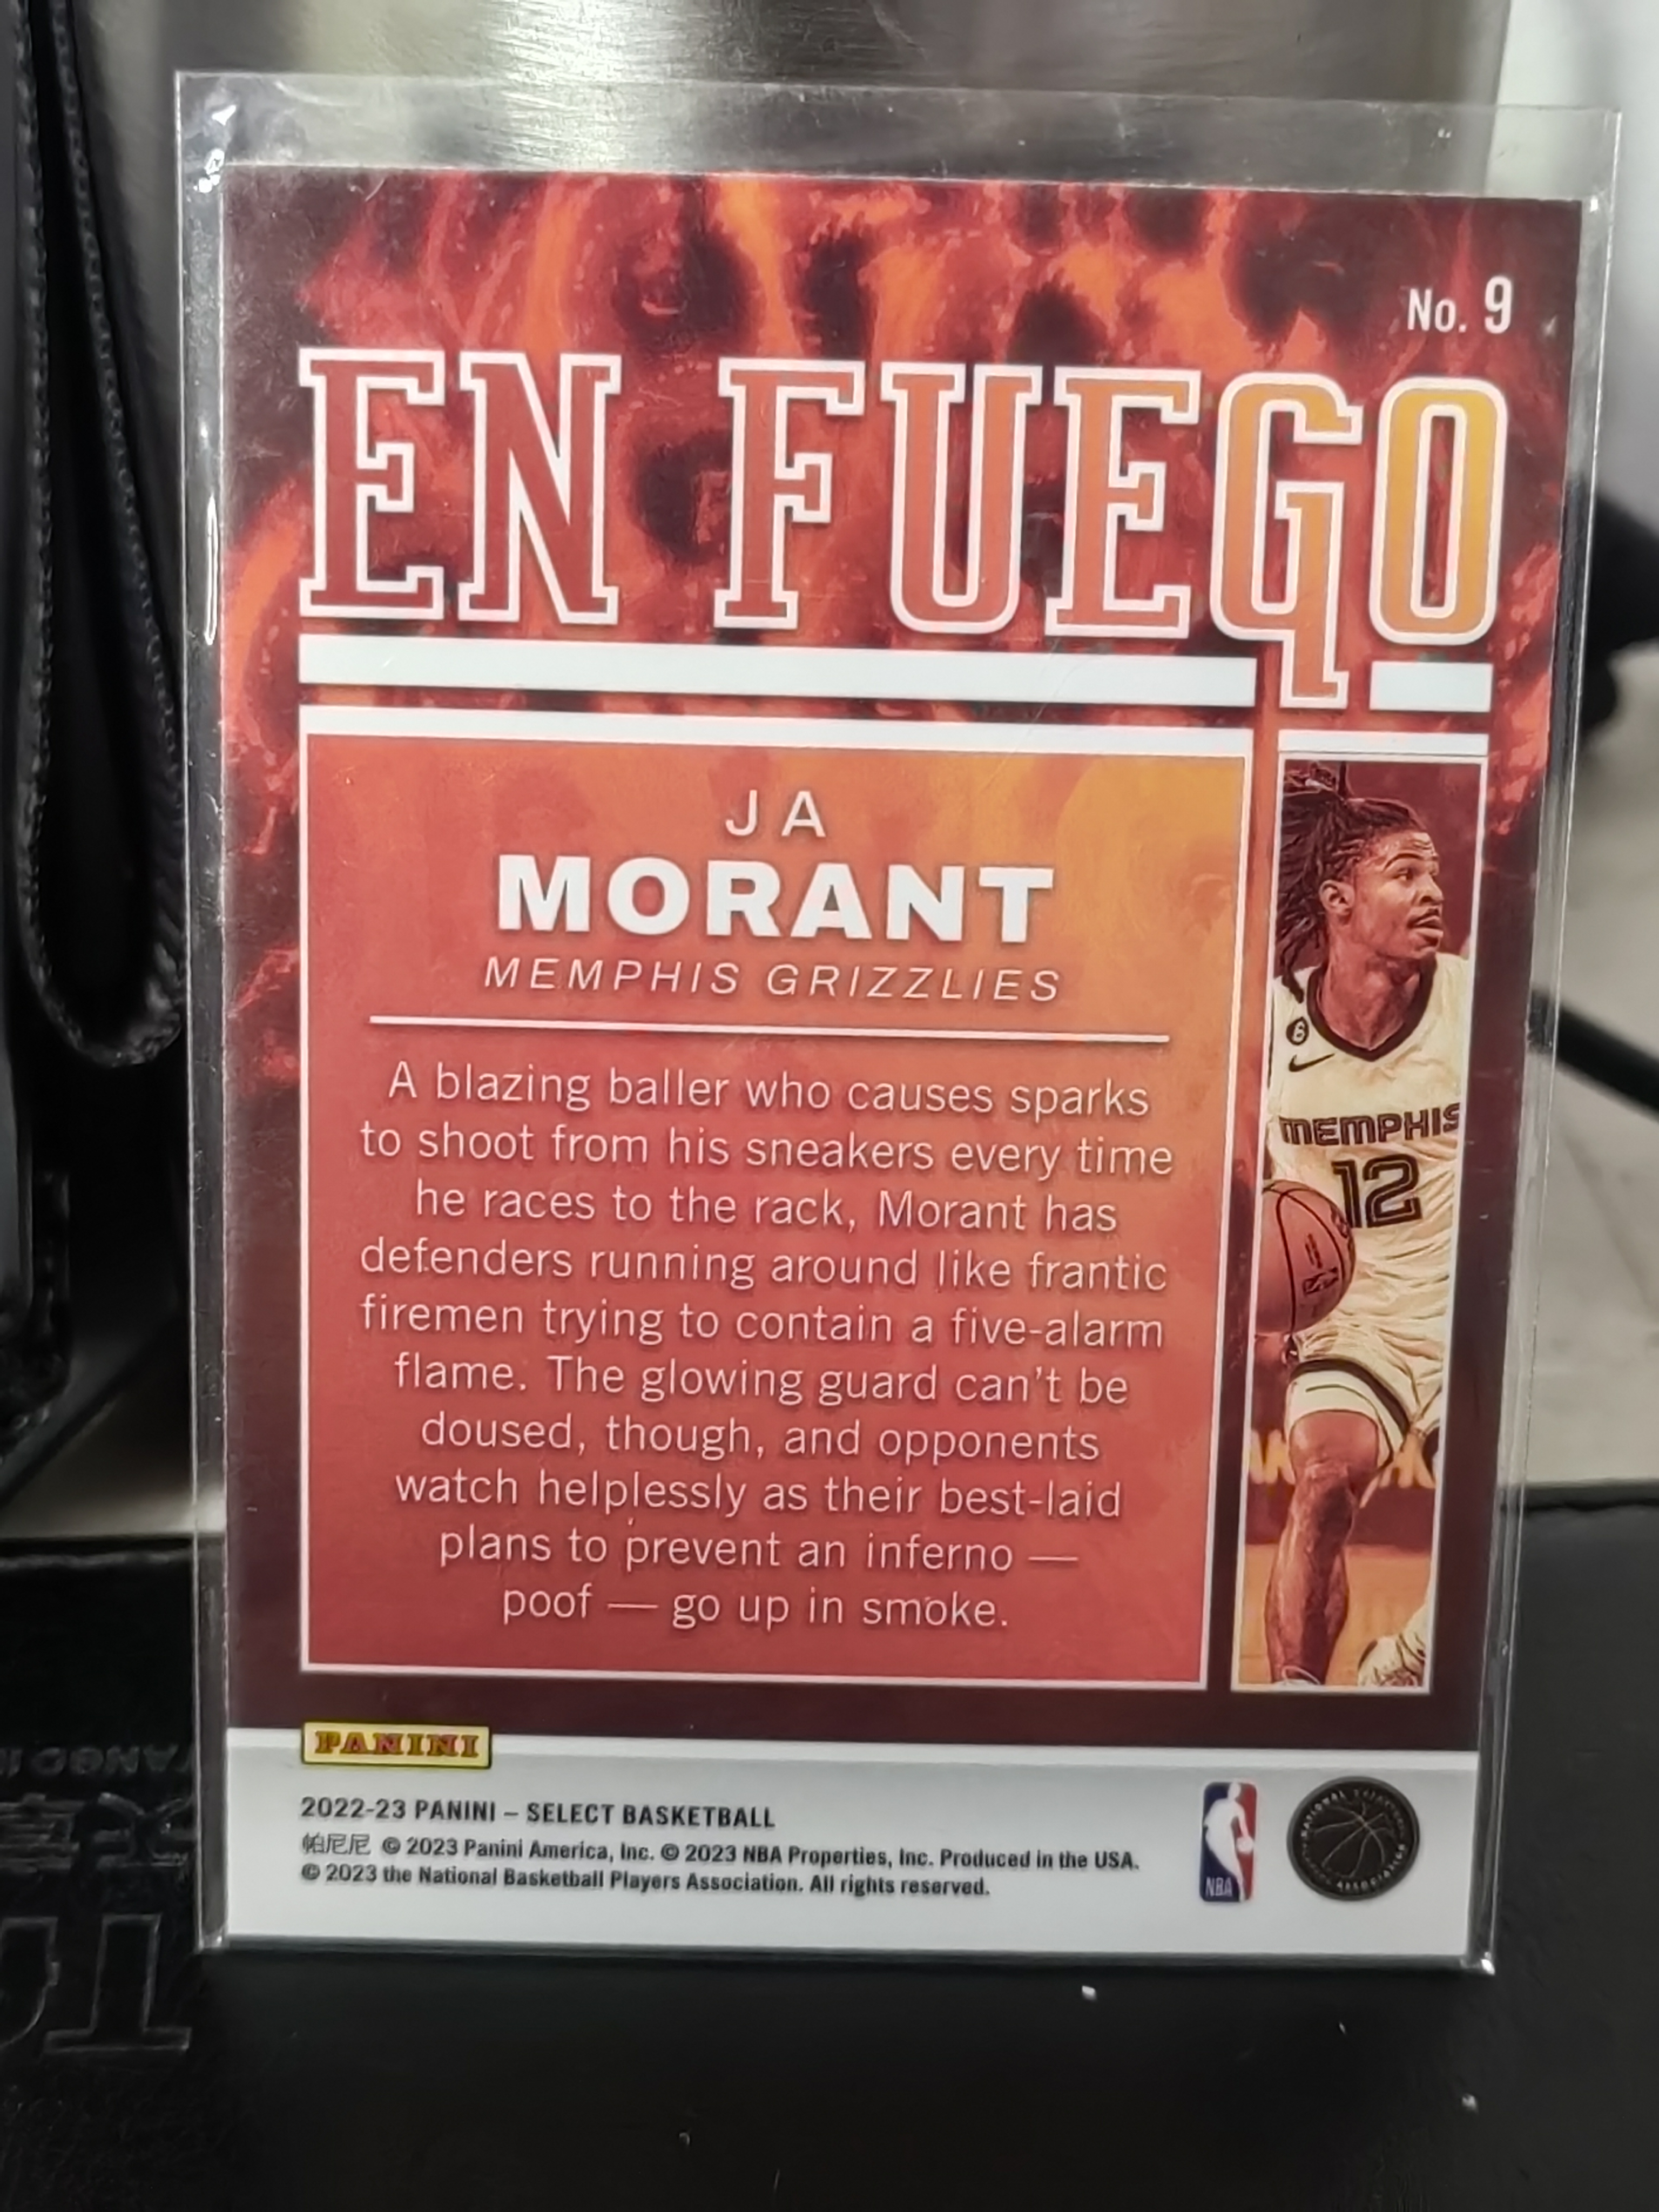 No. 9
EN FUEGO
JA
MORANT
MEMPHIS GRIZZLIES
A blazing baller who causes sparks
to shoot from his sneakers every time
he races to the rack, Morant has
defenders running around like frantic
firemen trying to contain a five-alarm
flame. The glowing guard can't be
doused, though, and opponents
watch helplessly as their best-laid
plans to prevent an inferno —
poof — go up in smoke.
6
MEMPHIS
12
PANINI
2022-23 PANINI – SELECT BASKETBALL
帕尼尼 © 2023 Panini America, Inc. © 2023 NBA Properties, Inc. Produced in the USA.
© 2023 the National Basketball Players Association. All rights reserved.
NBA
NATIONAL BASKETBALL PLAYERS ASSOCIATION